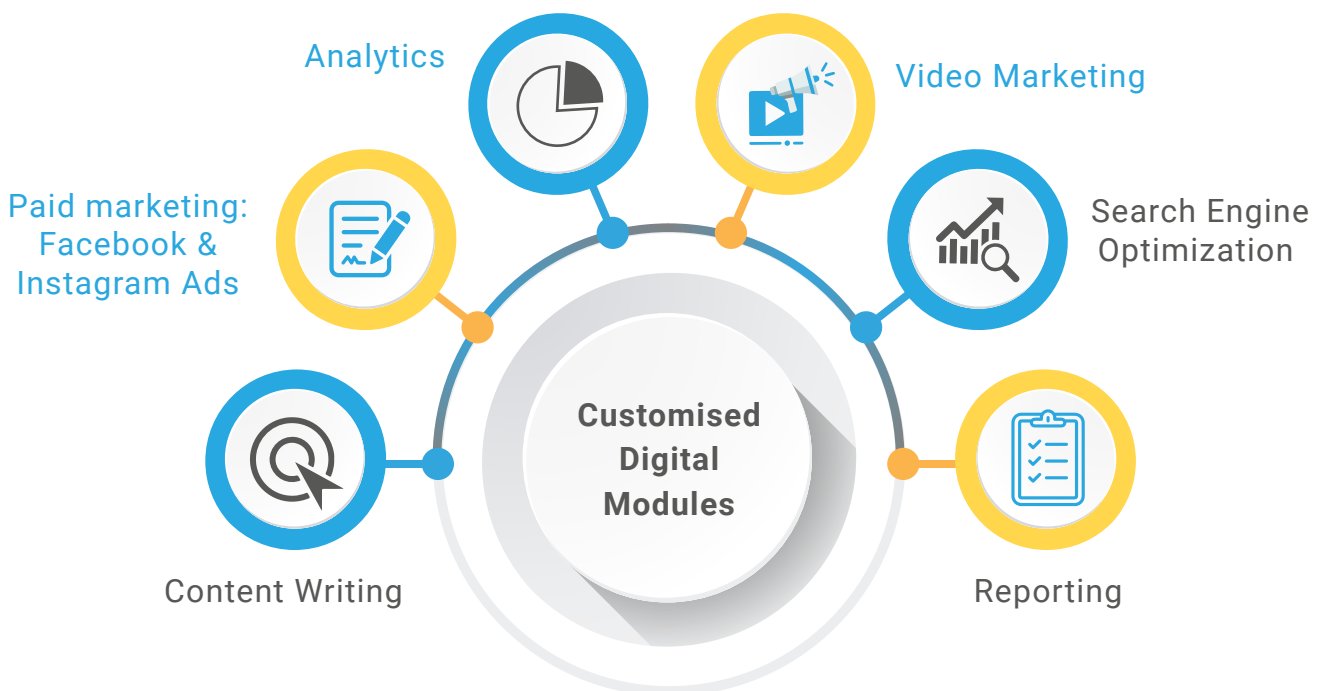 Analytics
Video Marketing
Paid marketing:
Facebook &
Instagram Ads
Search Engine
Optimization
Customised
Digital
Modules
Content Writing
Reporting